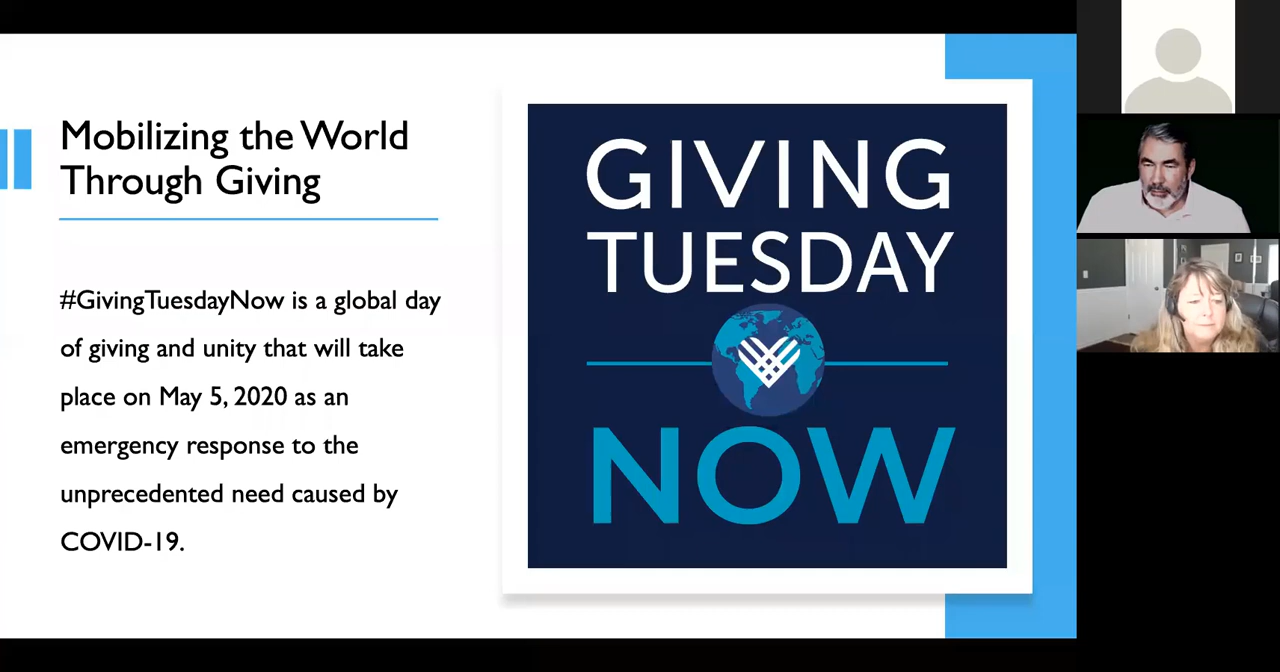 Mobilizing the World
Through Giving
#GivingTuesdayNow is a global day
of giving and unity that will take
place on May 5, 2020 as an
emergency response to the
unprecedented need caused by
COVID-19.
GIVING
TUESDAY
NOW